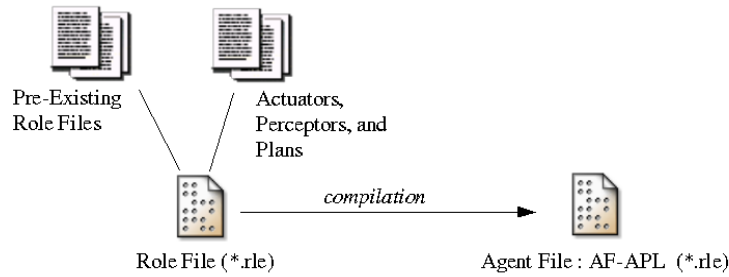 Pre-Existing
Role Files
Actuators,
Perceptors, and
Plans
compilation
Role File (*.rle)
Agent File : AF-APL (*.rle)